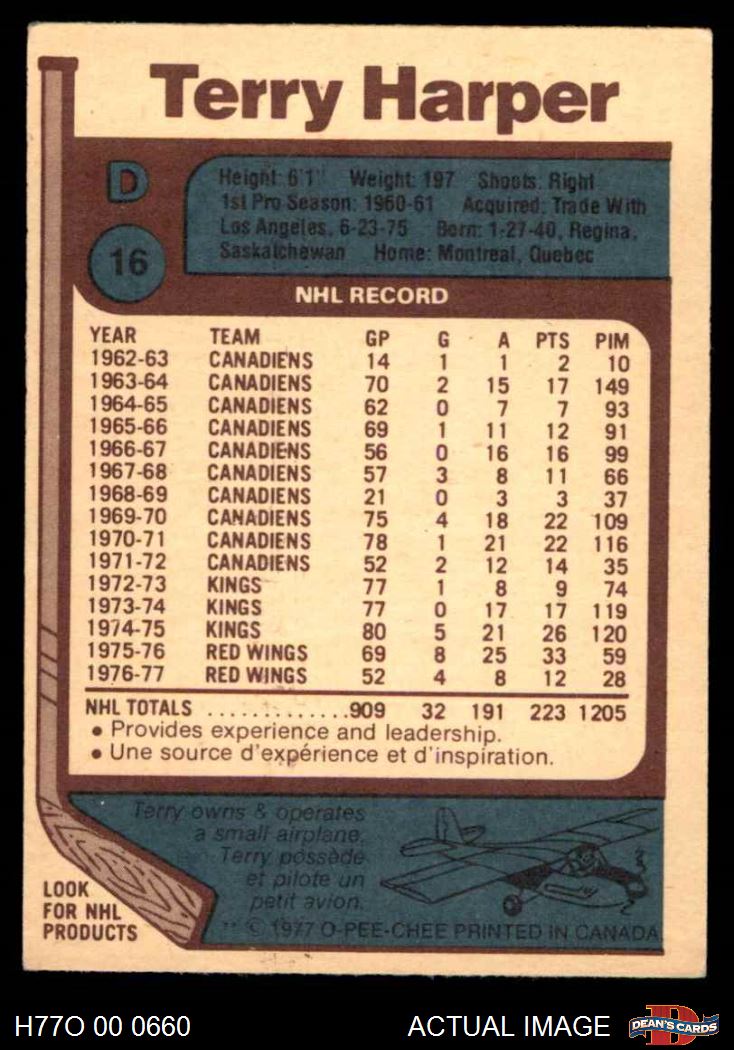 Terry Harper
D
Height: 6'1" Weight: 197 Shoots: Right
1st Pro Season: 1960-61 Acquired: Trade With
Los Angeles, 6-23-75 Born: 1-27-40, Regina,
Saskatchewan Home: Montreal, Quebec
16
NHL RECORD
YEAR TEAM GP G A PTS PIM
1962-63 CANADIENS 14 1 1 2 10
1963-64 CANADIENS 70 2 15 17 149
1964-65 CANADIENS 62 0 7 7 93
1965-66 CANADIENS 69 1 11 12 91
1966-67 CANADIENS 56 0 16 16 99
1967-68 CANADIENS 57 3 8 11 66
1968-69 CANADIENS 21 0 3 3 37
1969-70 CANADIENS 75 4 18 22 109
1970-71 CANADIENS 78 1 21 22 116
1971-72 CANADIENS 52 2 12 14 35
1972-73 KINGS 77 1 8 9 74
1973-74 KINGS 77 0 17 17 119
1974-75 KINGS 80 5 21 26 120
1975-76 RED WINGS 69 8 25 33 59
1976-77 RED WINGS 52 4 8 12 28
NHL TOTALS .............909 32 191 223 1205
• Provides experience and leadership.
• Une source d'expérience et d'inspiration.
Terry owns & operates
a small airplane.
Terry possède
et pilote un
petit avion.
LOOK
FOR NHL
PRODUCTS
** © 1977 O-PEE-CHEE PRINTED IN CANADA
H77O 00 0660 ACTUAL IMAGE
DEAN'S CARDS